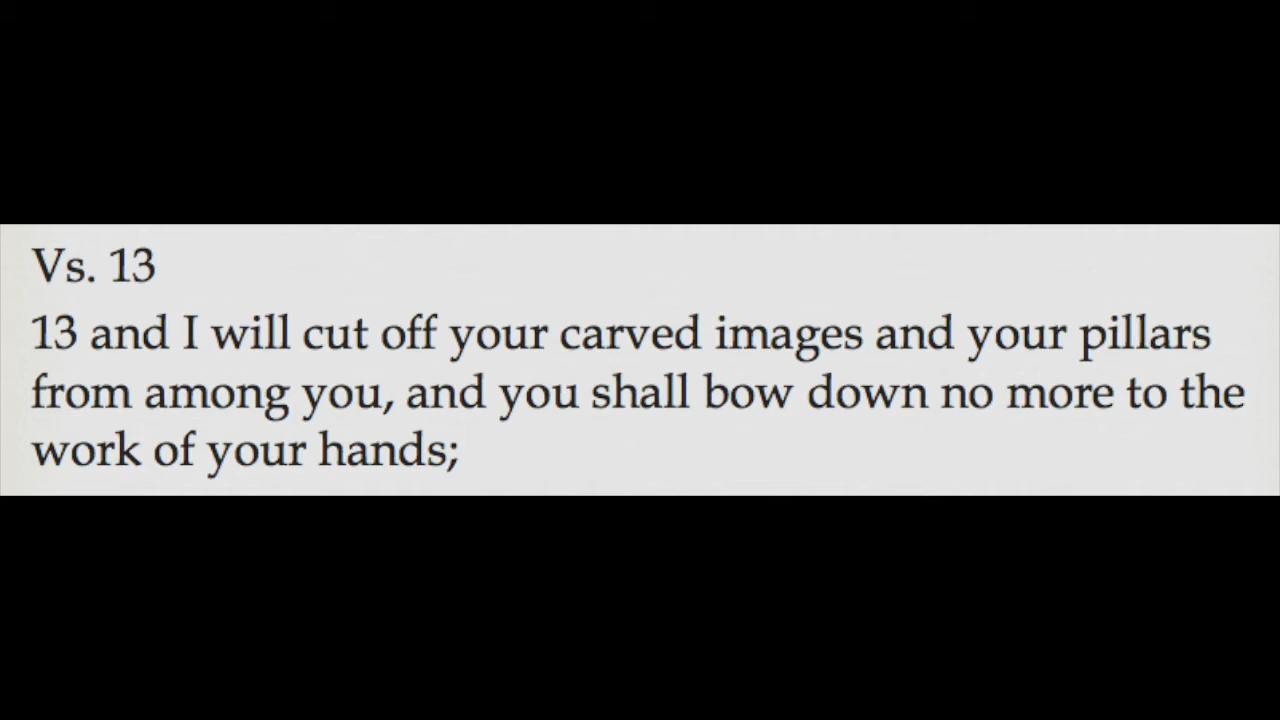 Vs. 13
13 and I will cut off your carved images and your pillars
from among you, and you shall bow down no more to the
work of your hands;